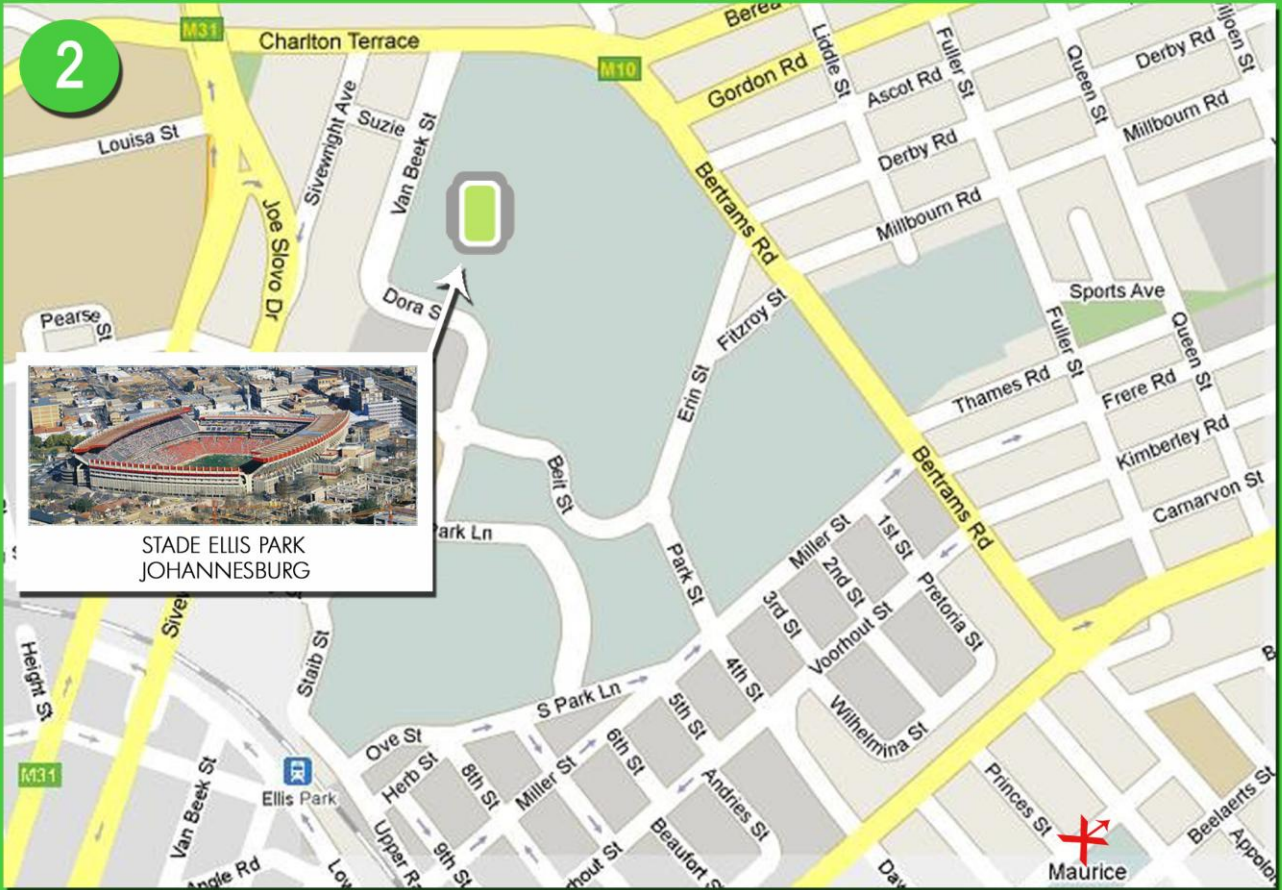 2
M31
Charlton Terrace
Berea
M10
Gordon Rd
Liddle St
Fuller St
Ascot Rd
Queen St
Derby Rd
Millbourn Rd
Louisa St
Suzie
Sivewright Ave
Van Beek St
Derby Rd
Millbourn Rd
Joe Slovo Dr
Bertrams Rd
Dora S
Pearse St
Fitzroy St
Erin St
Sports Ave
Fuller St
Queen St
Thames Rd
Frere Rd
Kimberley Rd
Carnarvon St
Beit St
Bertrams Rd
STADE ELLIS PARK
JOHANNESBURG
Park Ln
Park St
Miller St
1st St
2nd St
3rd St
Pretoria St
Voorhout St
4th St
Wilhelmina St
Staib St
Height St
S Park Ln
Ove St
5th St
6th St
Herb St
8th St
Miller St
Andries St
M31
Ellis Park
Van Beek St
Upper Ra
9th St
Beaufort S
Princes St
Beelaerts St
Maurice